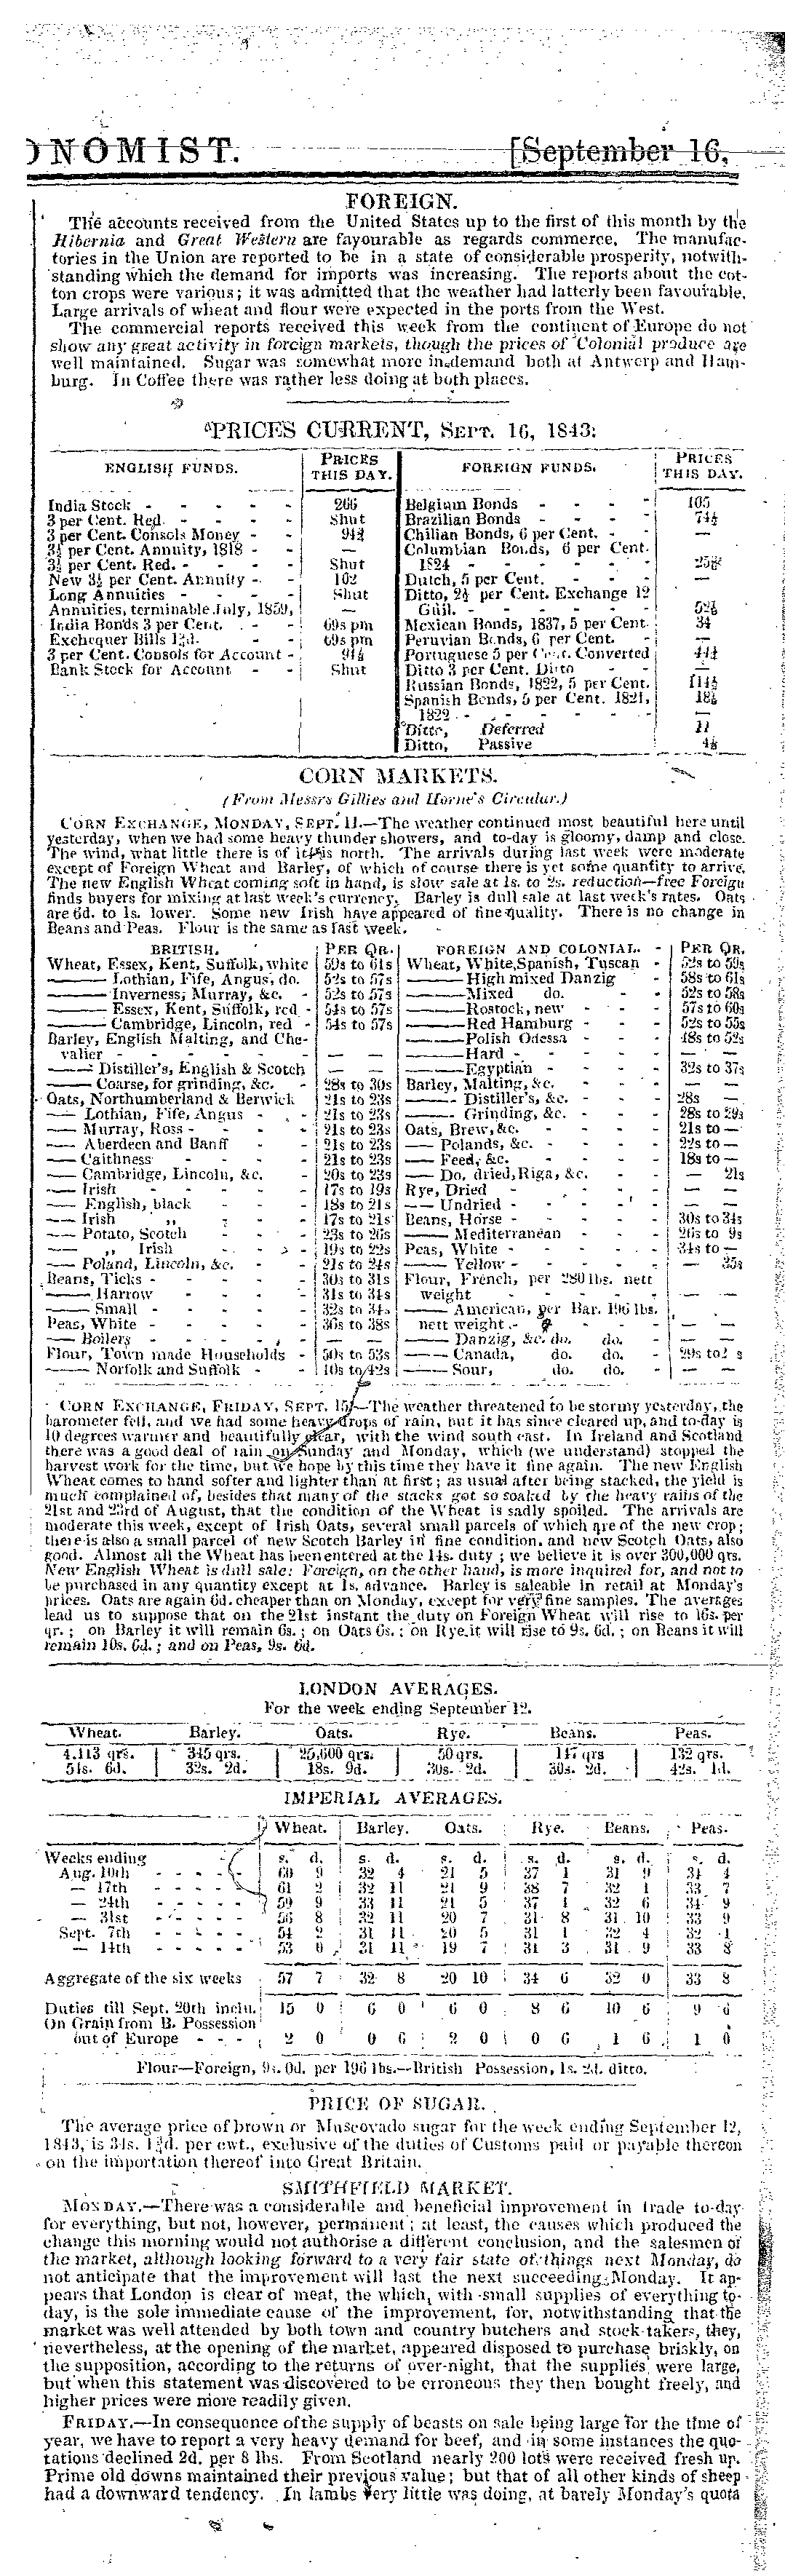 ONOMIST. [September 16,
FOREIGN.
The accounts received from the United States up to the first of this month by the
Hibernia and Great Western are favourable as regards commerce. The manufac-
tories in the Union are reported to be in a state of considerable prosperity, notwith-
standing which the demand for imports was increasing. The reports about the cot-
ton crops were various; it was admitted that the weather had latterly been favourable.
Large arrivals of wheat and flour were expected in the ports from the West.
The commercial reports received this week from the continent of Europe do not
show any great activity in foreign markets, though the prices of Colonial produce are
well maintained. Sugar was somewhat more in demand both at Antwerp and Ham-
burg. In Coffee there was rather less doing at both places.
PRICES CURRENT, SEPT. 16, 1843.
ENGLISH FUNDS. PRICES THIS DAY.
India Stock - 266
3 per Cent. Red. - Shut
3 per Cent. Consols Money -
3½ per Cent. Annuity, 1818 - —
3½ per Cent. Red. - Shut
New 3½ per Cent. Annuity - 102
Long Annuities - Shut
Annuities, terminable July, 1859, —
India Bonds 3 per Cent. - 69s pm
Exchequer Bills 1½d. - 69s pm
3 per Cent. Consols for Account -
Bank Stock for Account - Shut
FOREIGN FUNDS. PRICES THIS DAY.
Belgium Bonds - 105
Brazilian Bonds - 74½
Chilian Bonds, 6 per Cent. - —
Columbian Bonds, 6 per Cent.
1824 -
Dutch, 5 per Cent. - —
Ditto, 2½ per Cent. Exchange 12
Guil. -
Mexican Bonds, 1837, 5 per Cent. 34
Peruvian Bonds, 6 per Cent. - —
Portuguese 5 per Cent. Converted 44½
Ditto 3 per Cent. Ditto - —
Russian Bonds, 1822, 5 per Cent. 114½
Spanish Bonds, 5 per Cent. 1821, 18½
1822 - —
Ditto, Deferred 11
Ditto, Passive 4½
CORN MARKETS.
(From Messrs Gillies and Horne's Circular.)
CORN EXCHANGE, MONDAY, SEPT. 11.—The weather continued most beautiful here until
yesterday, when we had some heavy thunder showers, and to-day is gloomy, damp and close.
The wind, what little there is of it is north. The arrivals during last week were moderate
except of Foreign Wheat and Barley, of which of course there is yet some quantity to arrive.
The new English Wheat coming soft in hand, is slow sale at 1s. to 2s. reduction—free Foreign
finds buyers for mixing at last week's currency. Barley is dull sale at last week's rates. Oats
are 6d. to 1s. lower. Some new Irish have appeared of fine quality. There is no change in
Beans and Peas. Flour is the same as last week.
BRITISH. PER QR.
Wheat, Essex, Kent, Suffolk, white 59s to 61s
—— Lothian, Fife, Angus, do. 52s to 57s
—— Inverness, Murray, &c. - 52s to 57s
—— Essex, Kent, Suffolk, red - 54s to 57s
—— Cambridge, Lincoln, red - 54s to 57s
Barley, English Malting, and Che-
valier - — —
—— Distiller's, English & Scotch — —
—— Coarse, for grinding, &c. - 28s to 30s
Oats, Northumberland & Berwick 21s to 23s
—— Lothian, Fife, Angus - 21s to 23s
—— Murray, Ross - 21s to 23s
—— Aberdeen and Banff - 21s to 23s
—— Caithness - 21s to 23s
—— Cambridge, Lincoln, &c. - 20s to 23s
—— Irish - 17s to 19s
—— English, black - 18s to 21s
—— Irish ,, - 17s to 21s
—— Potato, Scotch - 23s to 26s
—— ,, Irish - 19s to 22s
—— Poland, Lincoln, &c. - 21s to 24s
Beans, Ticks - 30s to 31s
—— Harrow - 31s to 34s
—— Small - 32s to 34s
Peas, White - 36s to 38s
—— Boilers - — —
Flour, Town made Households - 50s to 53s
—— Norfolk and Suffolk - 40s to 42s
FOREIGN AND COLONIAL. PER QR.
Wheat, White, Spanish, Tuscan - 52s to 59s
—— High mixed Danzig - 58s to 61s
—— Mixed do. - 52s to 58s
—— Rostock, new - 57s to 60s
—— Red Hamburg - 52s to 55s
—— Polish Odessa - 48s to 52s
—— Hard - — —
—— Egyptian - 32s to 37s
Barley, Malting, &c. - — —
—— Distiller's, &c. - 28s —
—— Grinding, &c. - 28s to 29s
Oats, Brew, &c. - 21s to —
—— Polands, &c. - 22s to —
—— Feed, &c. - 18s to —
—— Do, dried, Riga, &c. - — 21s
Rye, Dried - — —
—— Undried - — —
Beans, Horse - 30s to 34s
—— Mediterranean - 26s to 9s
Peas, White - 34s to —
—— Yellow - — 35s
Flour, French, per 280 lbs. nett
weight - — —
—— American, per Bar. 196 lbs.
nett weight - — —
—— Danzig, &c. do. do. - — —
—— Canada, do. do. - 29s to
—— Sour, do. do. - — —
CORN EXCHANGE, FRIDAY, SEPT. 15.—The weather threatened to be stormy yesterday, the
barometer fell, and we had some heavy drops of rain, but it has since cleared up, and to-day is
10 degrees warmer and beautifully clear, with the wind south east. In Ireland and Scotland
there was a good deal of rain on Sunday and Monday, which (we understand) stopped the
harvest work for the time, but we hope by this time they have it fine again. The new English
Wheat comes to hand softer and lighter than at first; as usual after being stacked, the yield is
much complained of, besides that many of the stacks got so soaked by the heavy rains of the
21st and 23rd of August, that the condition of the Wheat is sadly spoiled. The arrivals are
moderate this week, except of Irish Oats, several small parcels of which are of the new crop;
there is also a small parcel of new Scotch Barley in fine condition, and new Scotch Oats, also
good. Almost all the Wheat has been entered at the 14s. duty; we believe it is over 300,000 qrs.
New English Wheat is dull sale: Foreign, on the other hand, is more inquired for, and not to
be purchased in any quantity except at 1s. advance. Barley is saleable in retail at Monday's
prices. Oats are again 6d. cheaper than on Monday, except for very fine samples. The averages
lead us to suppose that on the 21st instant the duty on Foreign Wheat will rise to 16s. per
qr.; on Barley it will remain 6s.; on Oats 6s.; on Rye it will rise to 9s. 6d.; on Beans it will
remain 10s. 6d.; and on Peas, 9s. 6d.
LONDON AVERAGES.
For the week ending September 12.
Wheat. Barley. Oats. Rye. Beans. Peas.
4,113 qrs. 345 qrs. 25,600 qrs. 50 qrs. 147 qrs 132 qrs.
51s. 6d. 32s. 2d. 18s. 9d. 30s. 2d. 30s. 2d. 42s. 1d.
IMPERIAL AVERAGES.
Wheat. Barley. Oats. Rye. Beans. Peas.
Weeks ending s. d. s. d. s. d. s. d. s. d. s. d.
Aug. 10th - 60 9 32 4 21 5 37 1 31 9 34 4
— 17th - 61 2 32 11 21 9 38 7 32 1 33 7
— 24th - 59 9 33 11 21 5 37 4 32 6 34 9
— 31st - 56 8 32 11 20 7 31 8 31 10 33 9
Sept. 7th - 54 2 31 11 20 5 31 1 32 4 32 1
— 14th - 53 0 31 11 19 7 31 3 31 9 33 8
Aggregate of the six weeks 57 7 32 8 20 10 34 6 32 0 33 8
Duties till Sept. 20th inclu. 15 0 6 0 6 0 8 6 10 6 9 6
On Grain from B. Possession
out of Europe - 2 0 0 6 2 0 0 6 1 6 1 0
Flour—Foreign, 9s. 0d. per 196 lbs.—British Possession, 1s. 2d. ditto.
PRICE OF SUGAR.
The average price of brown or Muscovado sugar for the week ending September 12,
1843, is 34s. 1½d. per cwt., exclusive of the duties of Customs paid or payable thereon
on the importation thereof into Great Britain.
SMITHFIELD MARKET.
MONDAY.—There was a considerable and beneficial improvement in trade to-day
for everything, but not, however, permanent; at least, the causes which produced the
change this morning would not authorise a different conclusion, and the salesmen of
the market, although looking forward to a very fair state of things next Monday, do
not anticipate that the improvement will last the next succeeding Monday. It ap-
pears that London is clear of meat, the which, with small supplies of everything to-
day, is the sole immediate cause of the improvement, for, notwithstanding that the
market was well attended by both town and country butchers and stock-takers, they,
nevertheless, at the opening of the market, appeared disposed to purchase briskly, on
the supposition, according to the returns of over-night, that the supplies were large,
but when this statement was discovered to be erroneous they then bought freely, and
higher prices were more readily given.
FRIDAY.—In consequence of the supply of beasts on sale being large for the time of
year, we have to report a very heavy demand for beef, and in some instances the quo-
tations declined 2d. per 8 lbs. From Scotland nearly 200 lots were received fresh up.
Prime old downs maintained their previous value; but that of all other kinds of sheep
had a downward tendency. In lambs very little was doing, at barely Monday's quota